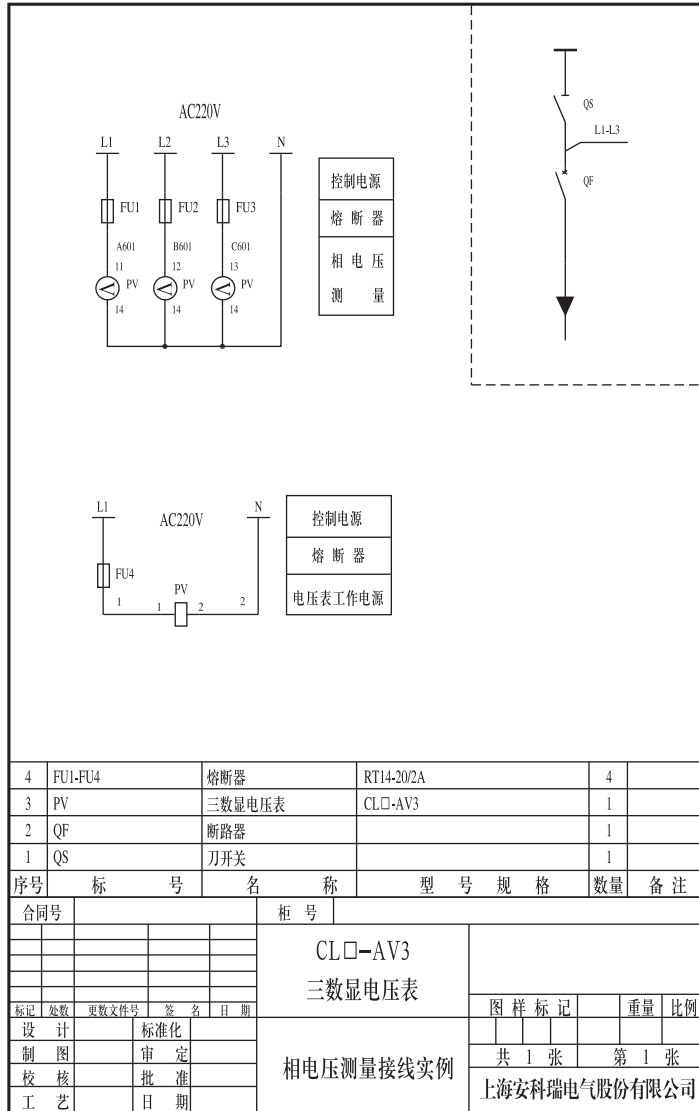 AC220V
L1 L2 L3 N
FU1 FU2 FU3
A601 B601 C601
11 12 13
V PV V PV V PV
14 14 14
控制电源
熔断器
相电压
测量
QS
L1-L3
QF
L1 AC220V N
FU4
PV
1 1 2 2
控制电源
熔断器
电压表工作电源
4 FU1-FU4 熔断器 RT14-20/2A 4
3 PV 三数显电压表 CL□-AV3 1
2 QF 断路器 1
1 QS 刀开关 1
序号 标号 名称 型号规格 数量 备注
合同号 柜号
CL□-AV3
三数显电压表
标记 处数 更数文件号 签名 日期
图样标记 重量 比例
设计 标准化
制图 审定
相电压测量接线实例
共1张 第1张
校核 批准
工艺 日期
上海安科瑞电气股份有限公司